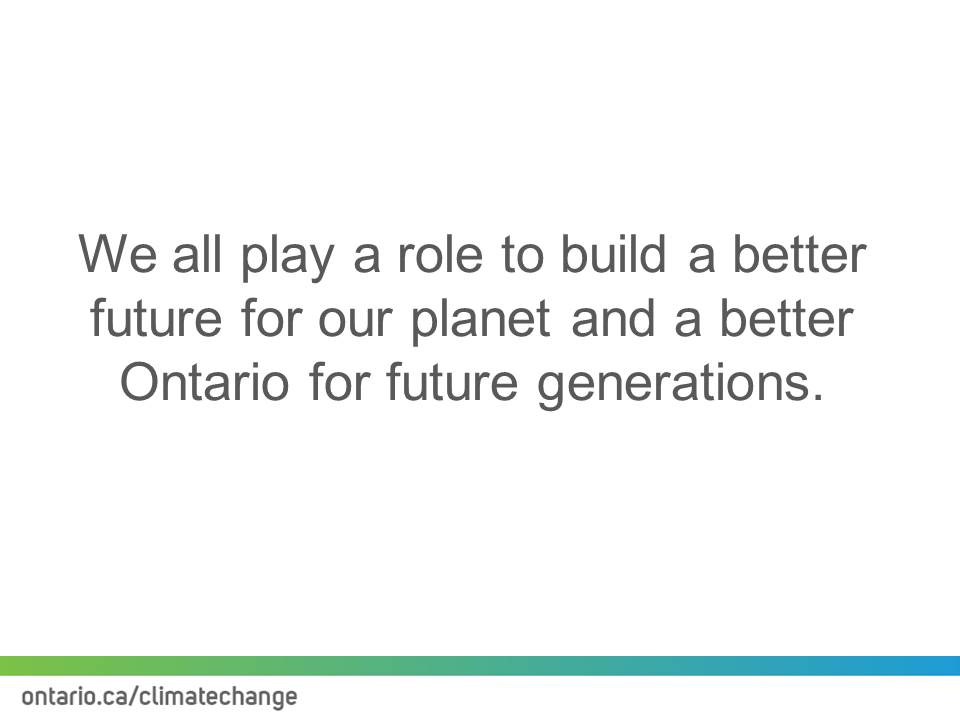 We all play a role to build a better
future for our planet and a better
Ontario for future generations.
ontario.ca/climatechange